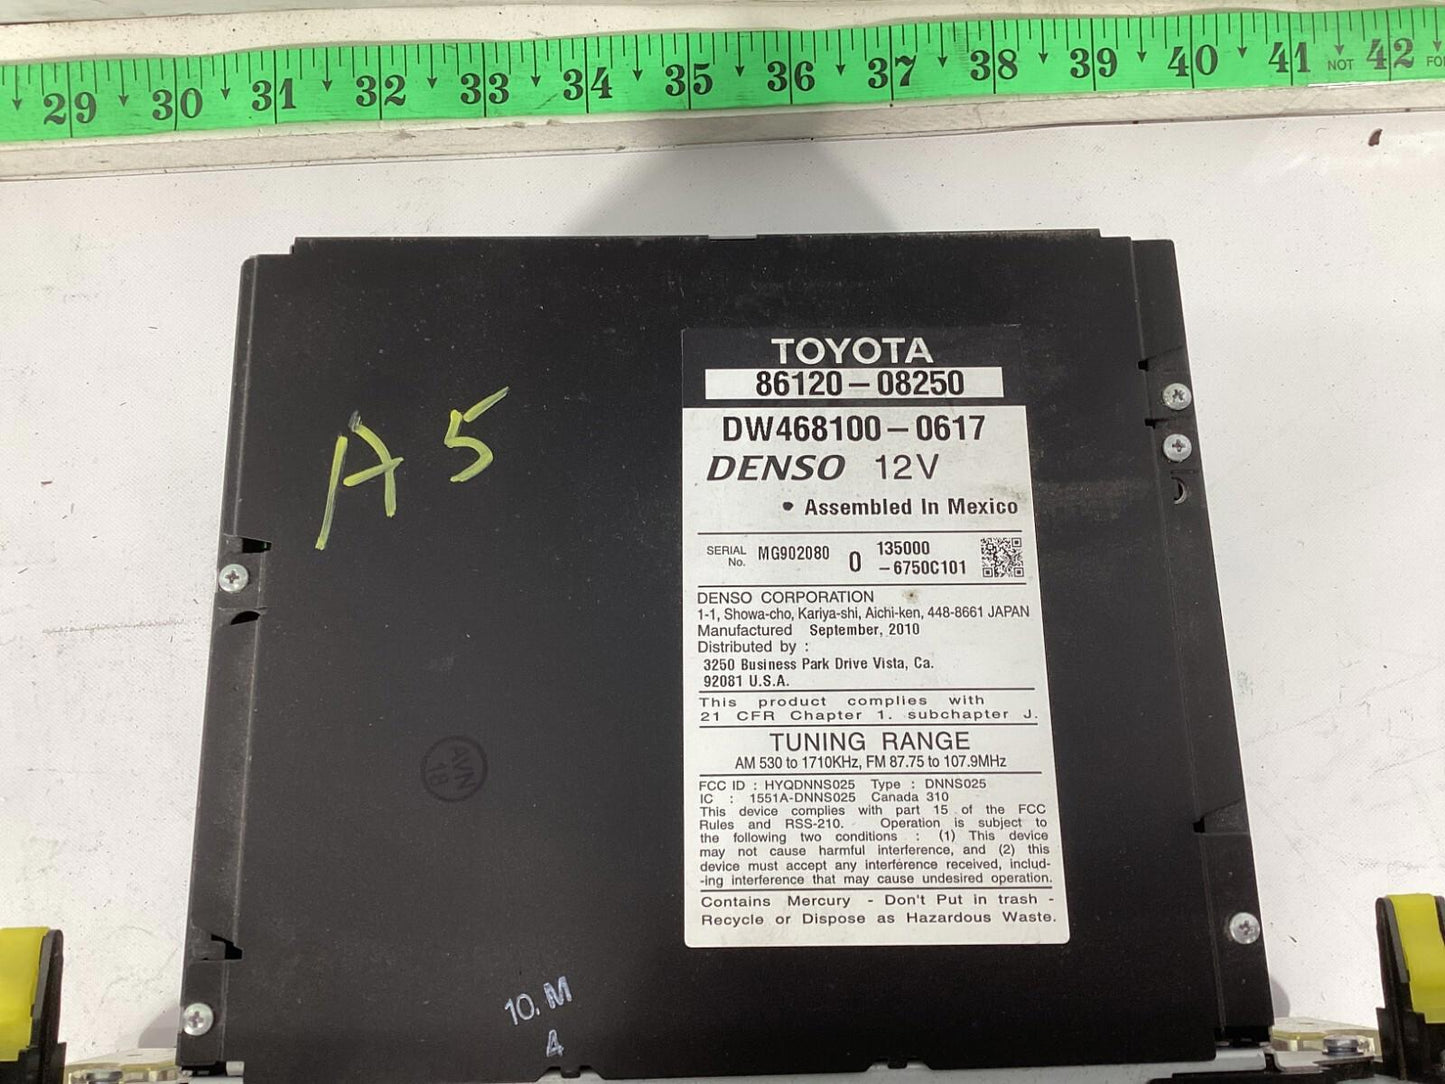 29 30 31 32 33 34 35 36 37 38 39 40 41 NOT 42 FO
TOYOTA
86120-08250
DW468100-0617
DENSO 12V
• Assembled In Mexico
SERIAL No. MG902080 0 135000
-6750C101
DENSO CORPORATION
1-1, Showa-cho, Kariya-shi, Aichi-ken, 448-8661 JAPAN
Manufactured September, 2010
Distributed by :
3250 Business Park Drive Vista, Ca.
92081 U.S.A.
This product complies with
21 CFR Chapter 1. subchapter J.
TUNING RANGE
AM 530 to 1710KHz, FM 87.75 to 107.9MHz
FCC ID : HYQDNNS025 Type : DNNS025
IC : 1551A-DNNS025 Canada 310
This device complies with part 15 of the FCC
Rules and RSS-210. Operation is subject to
the following two conditions : (1) This device
may not cause harmful interference, and (2) this
device must accept any interference received, includ-
-ing interference that may cause undesired operation.
Contains Mercury - Don't Put in trash -
Recycle or Dispose as Hazardous Waste.
A5
AVN
18
10.M
4